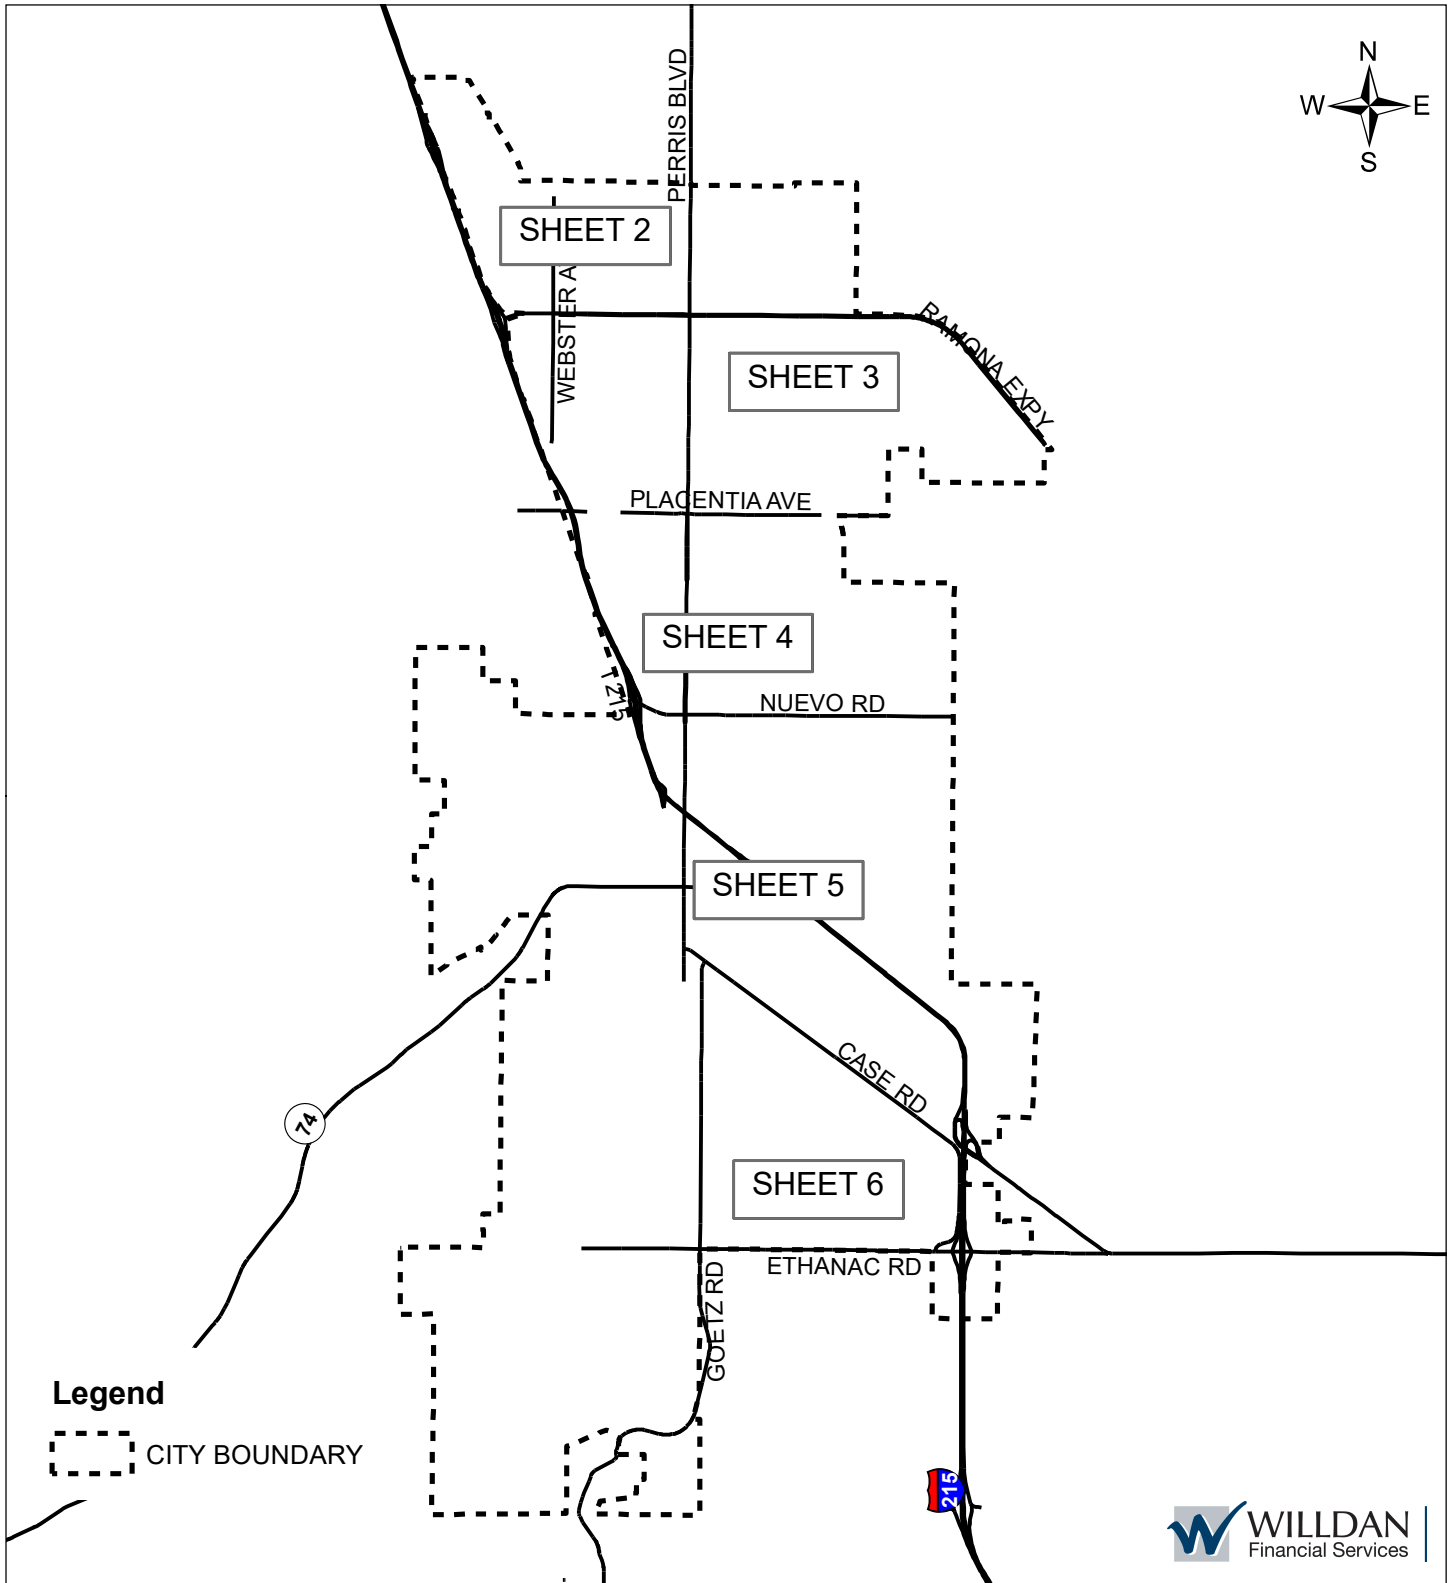 N
W E
S
PERRIS BLVD
SHEET 2
WEBSTER A
RAMONA EXPY
SHEET 3
PLACENTIA AVE
SHEET 4
I 215
NUEVO RD
SHEET 5
CASE RD
74
SHEET 6
ETHANAC RD
GOETZ RD
Legend
CITY BOUNDARY
215
WILLDAN
Financial Services